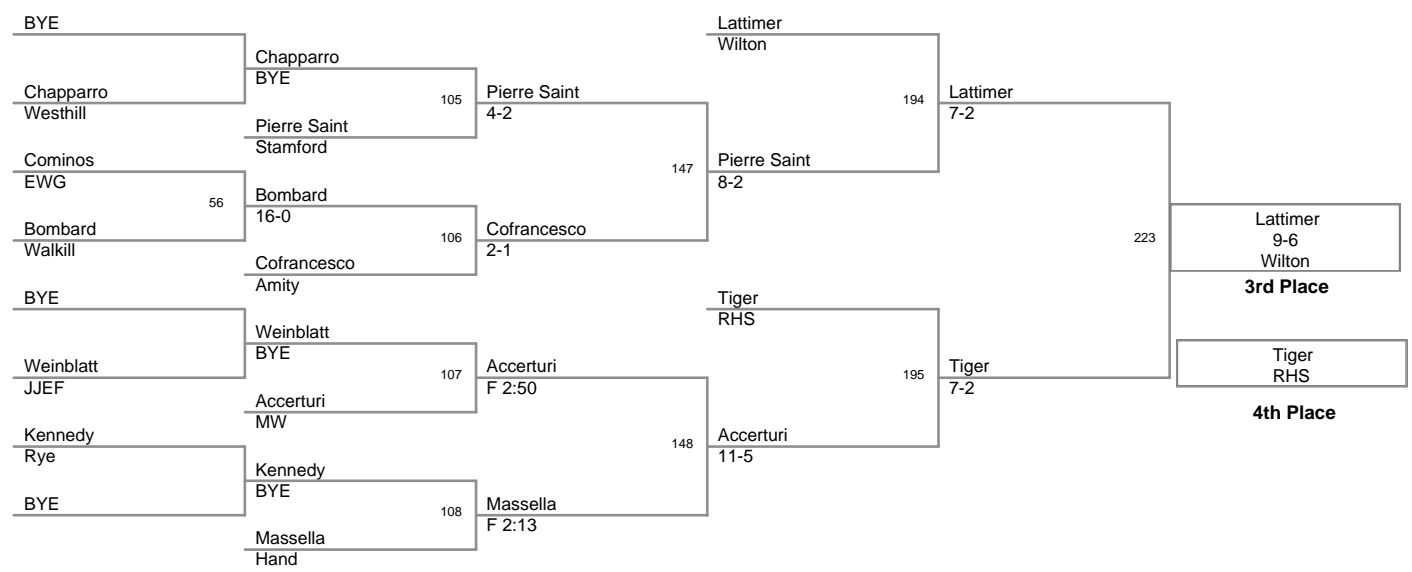 BYE
Chapparro
Westhill
Cominos
EWG
56
Bombard
Walkill
BYE
Weinblatt
JJEF
Kennedy
Rye
BYE
Chapparro
BYE
105
Pierre Saint
Stamford
Bombard
16-0
106
Cofrancesco
Amity
Weinblatt
BYE
107
Accerturi
MW
Kennedy
BYE
108
Massella
Hand
Pierre Saint
4-2
147
Cofrancesco
2-1
Accerturi
F 2:50
148
Massella
F 2:13
Lattimer
Wilton
194
Pierre Saint
8-2
Tiger
RHS
195
Accerturi
11-5
Lattimer
7-2
223
Tiger
7-2
Lattimer
9-6
Wilton
3rd Place
Tiger
RHS
4th Place